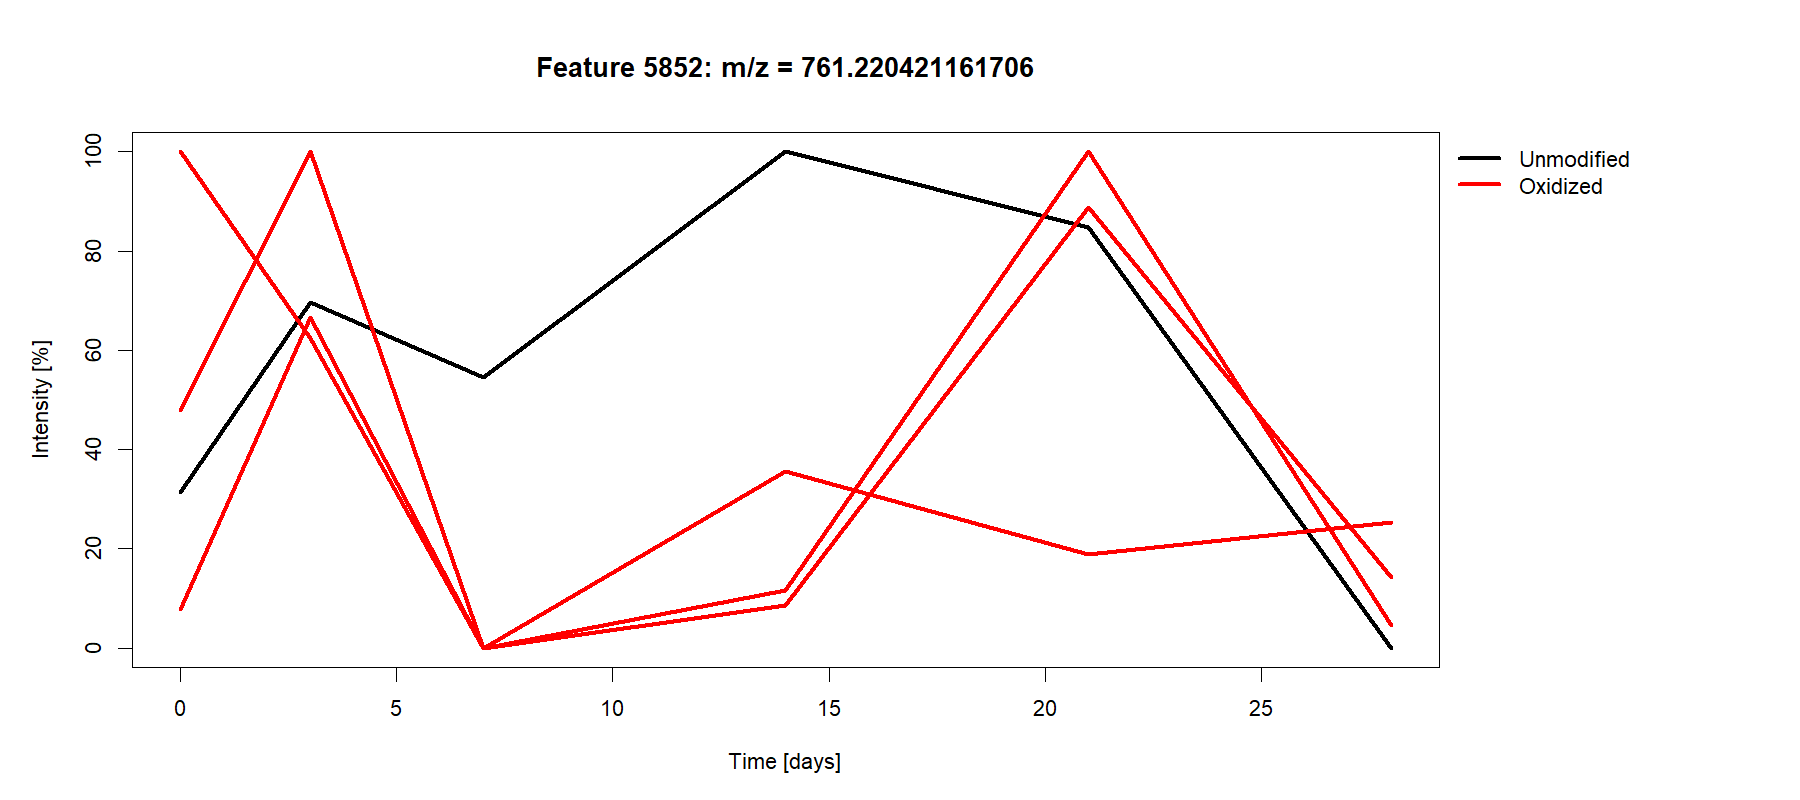 Feature 5852: m/z = 761.220421161706
Unmodified
Oxidized
Intensity [%]
100
80
60
40
20
0
0 5 10 15 20 25
Time [days]